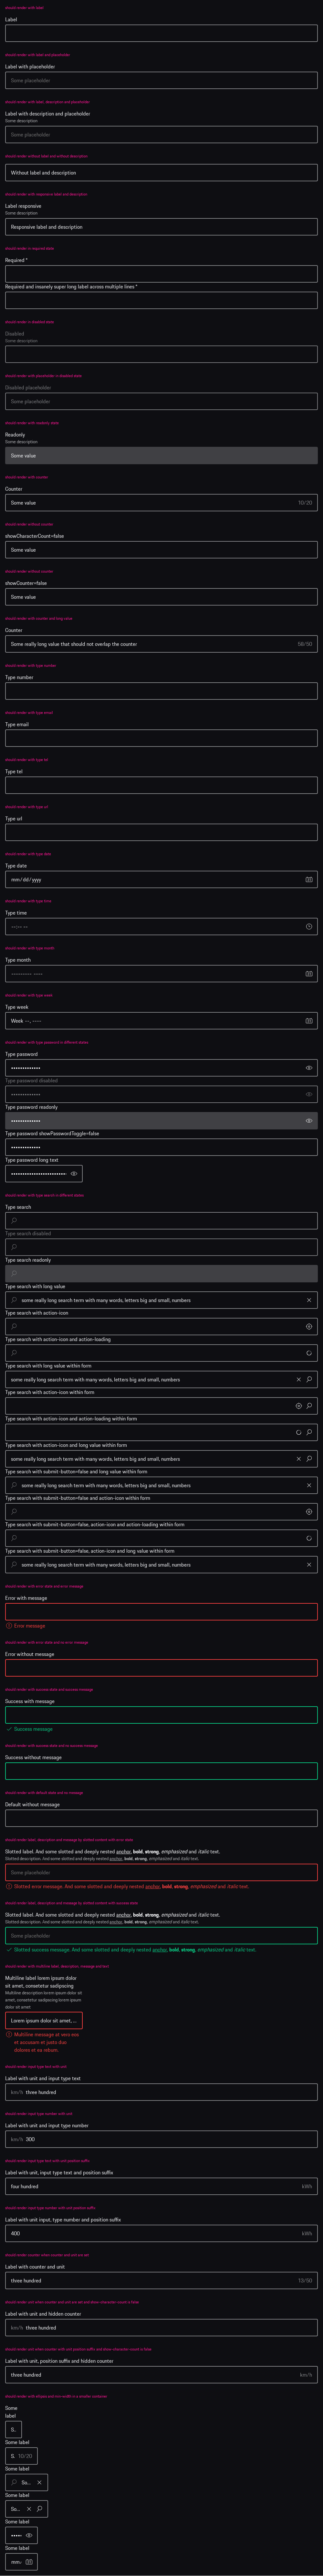 should render with label
Label
should render with label and placeholder
Label with placeholder
Some placeholder
should render with label, description and placeholder
Label with description and placeholder
Some description
Some placeholder
should render without label and without description
Without label and description
should render with responsive label and description
Label responsive
Some description
Responsive label and description
should render in required state
Required *
Required and insanely super long label across multiple lines *
should render in disabled state
Disabled
Some description
should render with placeholder in disabled state
Disabled placeholder
Some placeholder
should render with readonly state
Readonly
Some description
Some value
should render with counter
Counter
Some value 10/20
should render without counter
showCharacterCount=false
Some value
should render without counter
showCounter=false
Some value
should render with counter and long value
Counter
Some really long value that should not overlap the counter 56/50
should render with type number
Type number
should render with type email
Type email
should render with type tel
Type tel
should render with type url
Type url
should render with type date
Type date
mm/dd/yyyy
should render with type time
Type time
--:-- --
should render with type month
Type month
--------- ----
should render with type week
Type week
Week --, ----
should render with type password in different states
Type password
•••••••••••••
Type password disabled
•••••••••••••
Type password readonly
•••••••••••••
Type password showPasswordToggle=false
•••••••••••••
Type password long text
should render with type search in different states
Type search
Type search disabled
Type search readonly
Type search with long value
some really long search term with many words, letters big and small, numbers
Type search with action-icon
Type search with action-icon and action-loading
Type search with long value within form
some really long search term with many words, letters big and small, numbers
Type search with action-icon within form
Type search with action-icon and action-loading within form
Type search with action-icon and long value within form
some really long search term with many words, letters big and small, numbers
Type search with submit-button=false and long value within form
some really long search term with many words, letters big and small, numbers
Type search with submit-button=false and action-icon within form
Type search with submit-button=false, action-icon and action-loading within form
Type search with submit-button=false, action-icon and long value within form
some really long search term with many words, letters big and small, numbers
should render with error state and error message
Error with message
Error message
should render with error state and no error message
Error without message
should render with success state and success message
Success with message
Success message
should render with success state and no success message
Success without message
should render with default state and no message
Default without message
should render label, description and message by slotted content with error state
Slotted label. And some slotted and deeply nested anchor, bold, strong, emphasized and italic text.
Slotted description. And some slotted and deeply nested anchor, bold, strong, emphasized and italic text.
Some placeholder
Slotted error message. And some slotted and deeply nested anchor, bold, strong, emphasized and italic text.
should render label, description and message by slotted content with success state
Slotted label. And some slotted and deeply nested anchor, bold, strong, emphasized and italic text.
Slotted description. And some slotted and deeply nested anchor, bold, strong, emphasized and italic text.
Some placeholder
Slotted success message. And some slotted and deeply nested anchor, bold, strong, emphasized and italic text.
should render with multiline label, description, message and text
Multiline label lorem ipsum dolor
sit amet, consetetur sadipscing
Multiline description lorem ipsum dolor sit
amet, consetetur sadipscing lorem ipsum
dolor sit amet
Lorem ipsum dolor sit amet, ...
Multiline message at vero eos
et accusam et justo duo
dolores et ea rebum.
should render input type text with unit
Label with unit and input type text
km/h three hundred
should render input type number with unit
Label with unit and input type number
km/h 300
should render input type text with unit position suffix
Label with unit, input type text and position suffix
four hundred kWh
should render input type number with unit position suffix
Label with unit input, type number and position suffix
400 kWh
should render counter when counter and unit are set
Label with counter and unit
three hundred 13/50
should render unit when counter and unit are set and show character count is false
Label with unit and hidden counter
km/h three hundred
should render unit when counter with unit position suffix and show character count is false
Label with unit, position suffix and hidden counter
three hundred km/h
should render with ellipsis and min-width in a smaller container
Some
label
S..
Some label
S. 10/20
Some label
So...
Some label
So...
Some label
Some label
mm/